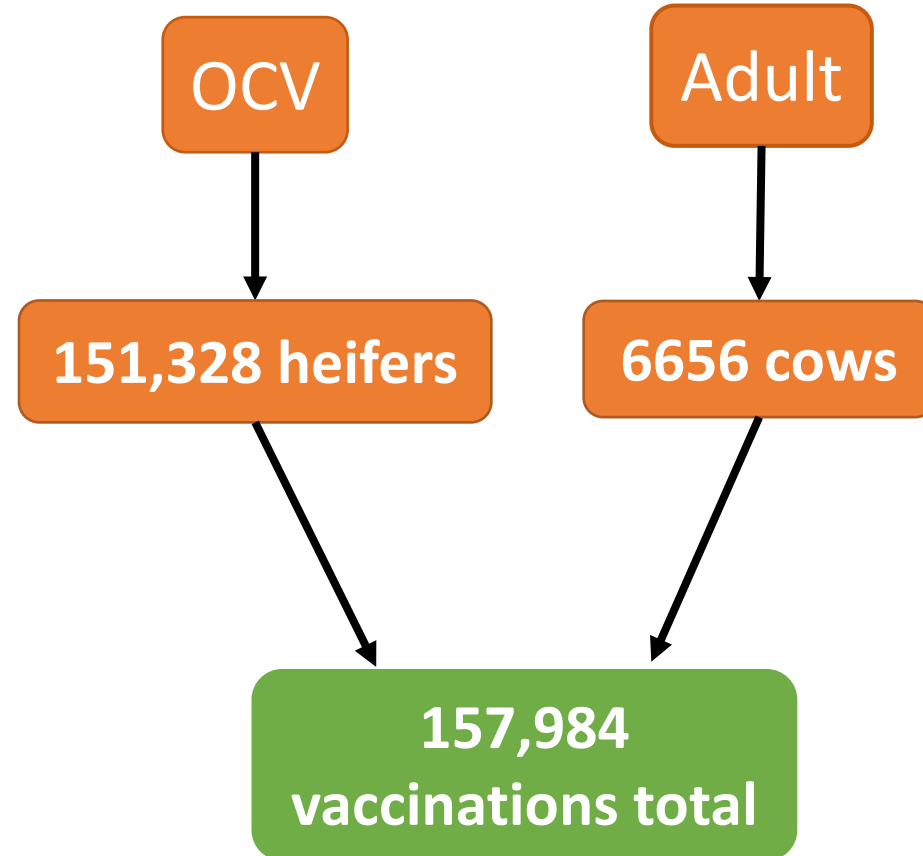 OCV
Adult
151,328 heifers
6656 cows
157,984
vaccinations total